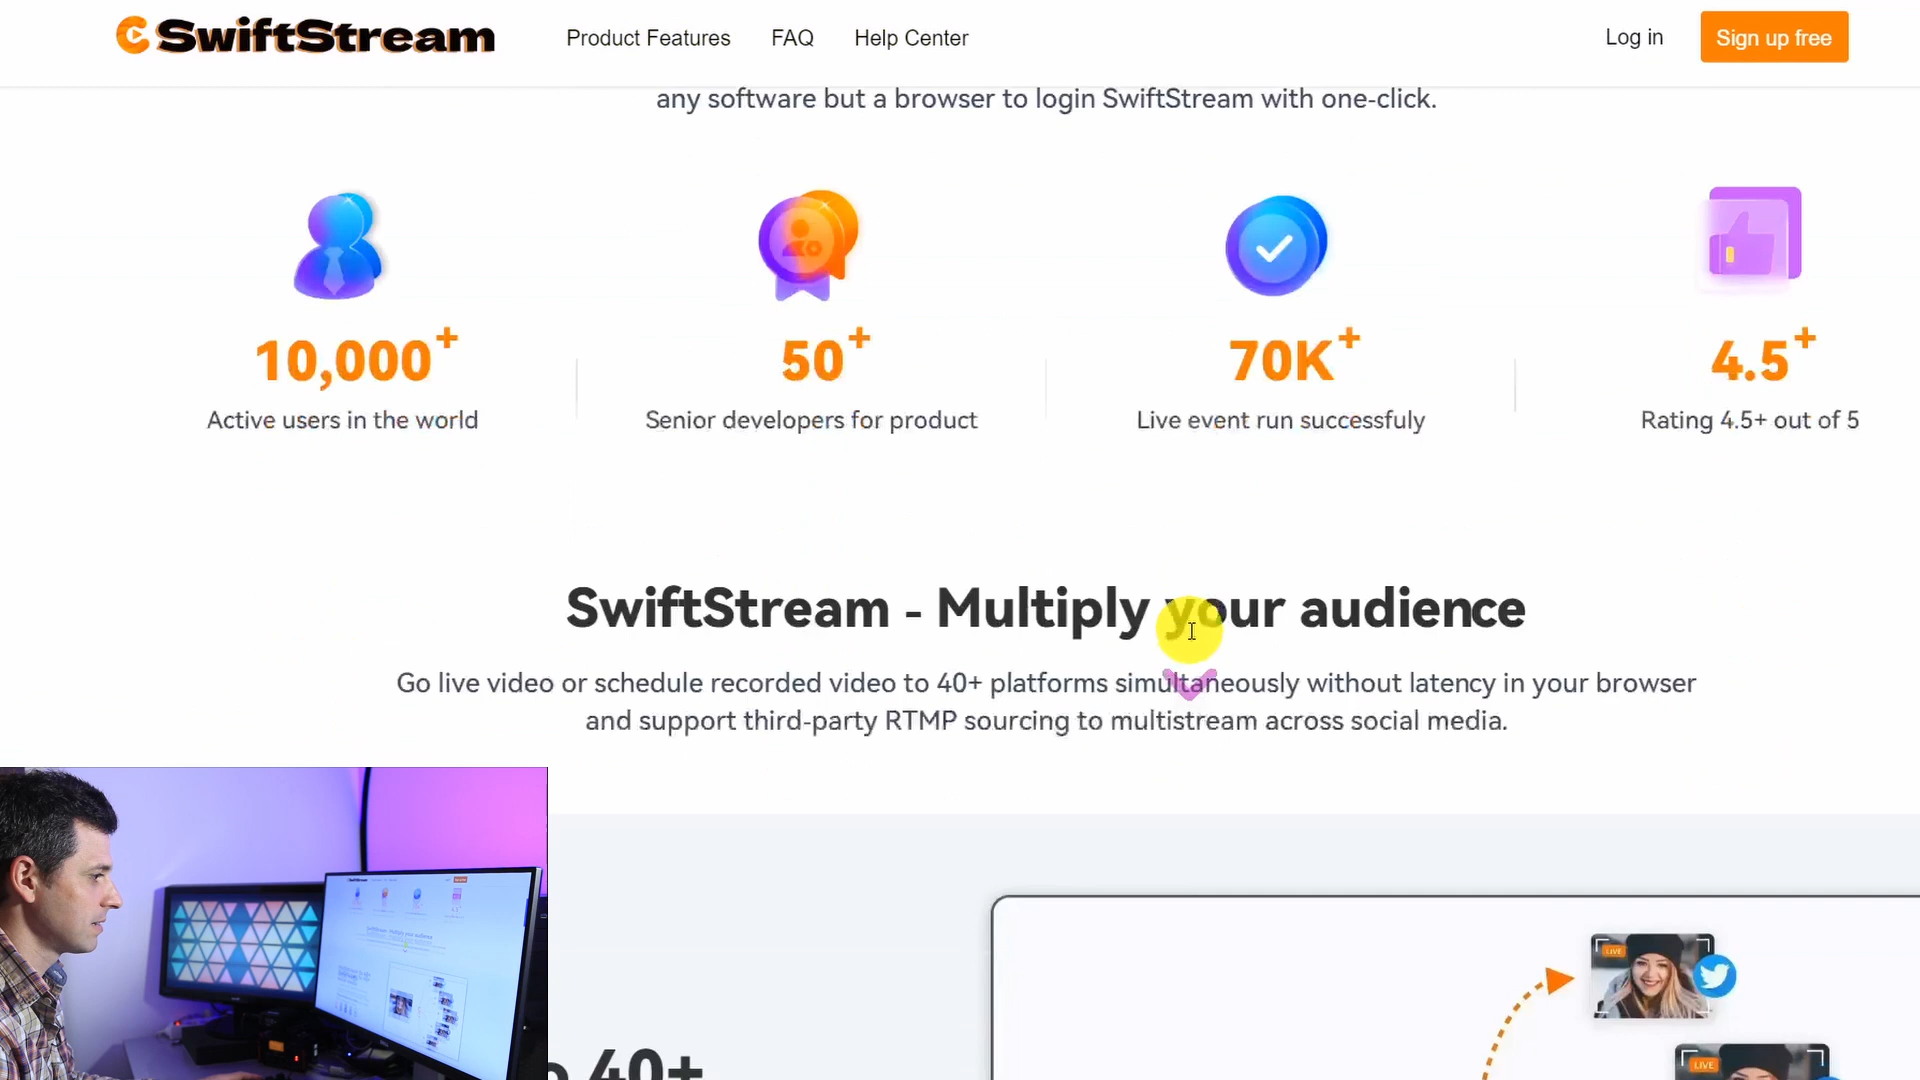 SwiftStream
Product Features
FAQ
Help Center
Log in
Sign up free
any software but a browser to login SwiftStream with one-click.
10,000+
Active users in the world
50+
Senior developers for product
70K+
Live event run successfuly
4.5+
Rating 4.5+ out of 5
SwiftStream - Multiply your audience
Go live video or schedule recorded video to 40+ platforms simultaneously without latency in your browser
and support third-party RTMP sourcing to multistream across social media.
LIVE
LIVE
40+